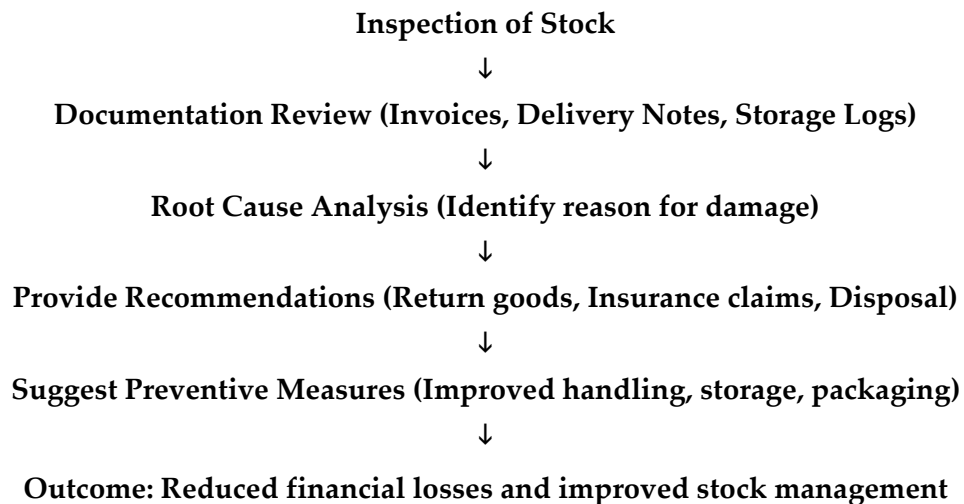 Inspection of Stock
↓
Documentation Review (Invoices, Delivery Notes, Storage Logs)
↓
Root Cause Analysis (Identify reason for damage)
↓
Provide Recommendations (Return goods, Insurance claims, Disposal)
↓
Suggest Preventive Measures (Improved handling, storage, packaging)
↓
Outcome: Reduced financial losses and improved stock management